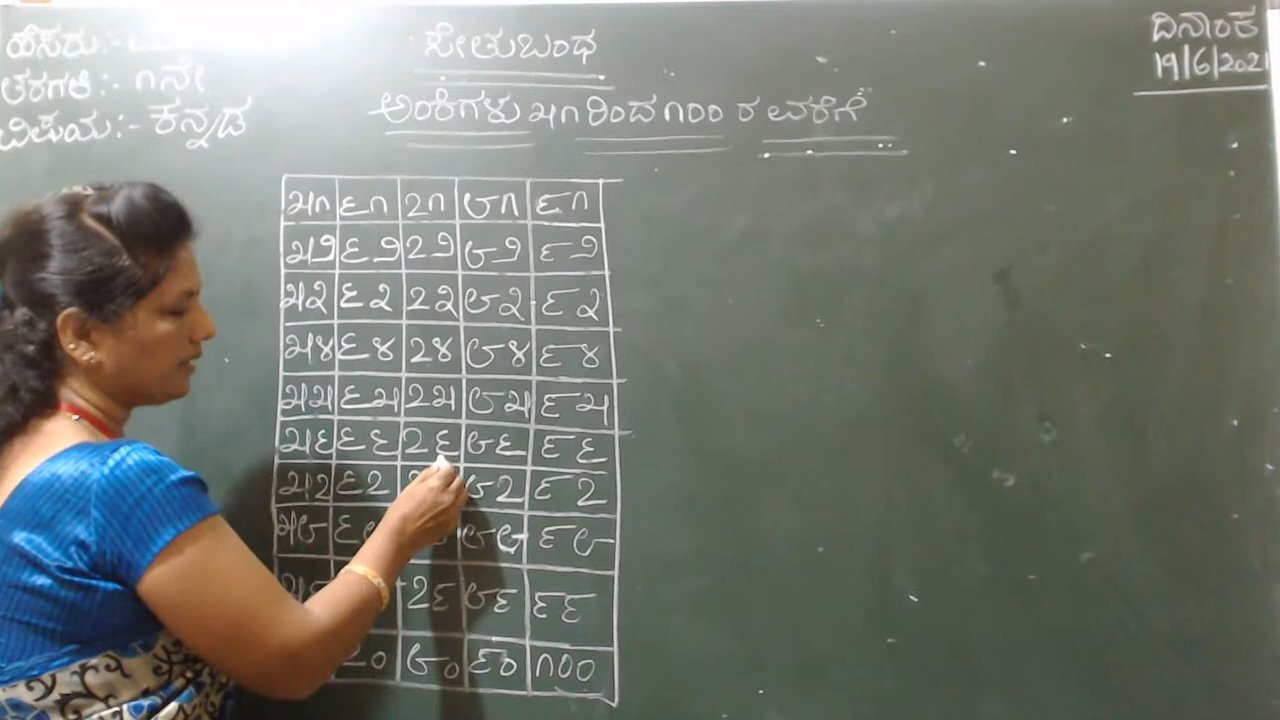 ಹೆಸರು:-
ಸೇತುಬಂಧ
ದಿನಾಂಕ
ತರಗತಿ:- ೧ನೇ
19/6/2021
ವಿಷಯ:- ಕನ್ನಡ
ಅಂಕಿಗಳು ೫೧ ರಿಂದ ೧೦೦ ರ ವರೆಗೆ
೫೧ ೬೧ ೭೧ ೮೧ ೯೧
೫೨ ೬೨ ೭೨ ೮೨ ೯೨
೫೩ ೬೩ ೭೩ ೮೩ ೯೩
೫೪ ೬೪ ೭೪ ೮೪ ೯೪
೫೫ ೬೫ ೭೫ ೮೫ ೯೫
೫೬ ೬೬ ೭೬ ೮೬ ೯೬
೫೭ ೬೭ ೮೭ ೯೭
೫೮ ೮೮ ೯೮
೭೯ ೮೯ ೯೯
೮೦ ೯೦ ೧೦೦